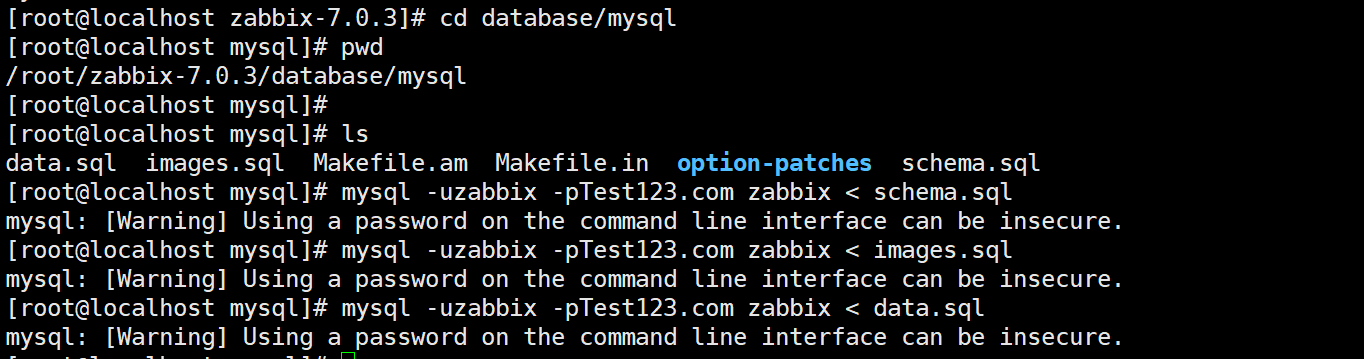 [root@localhost zabbix-7.0.3]# cd database/mysql
[root@localhost mysql]# pwd
/root/zabbix-7.0.3/database/mysql
[root@localhost mysql]#
[root@localhost mysql]# ls
data.sql  images.sql  Makefile.am  Makefile.in  option-patches  schema.sql
[root@localhost mysql]# mysql -uzabbix -pTest123.com zabbix < schema.sql
mysql: [Warning] Using a password on the command line interface can be insecure.
[root@localhost mysql]# mysql -uzabbix -pTest123.com zabbix < images.sql
mysql: [Warning] Using a password on the command line interface can be insecure.
[root@localhost mysql]# mysql -uzabbix -pTest123.com zabbix < data.sql
mysql: [Warning] Using a password on the command line interface can be insecure.
[root@localhost mysql]#